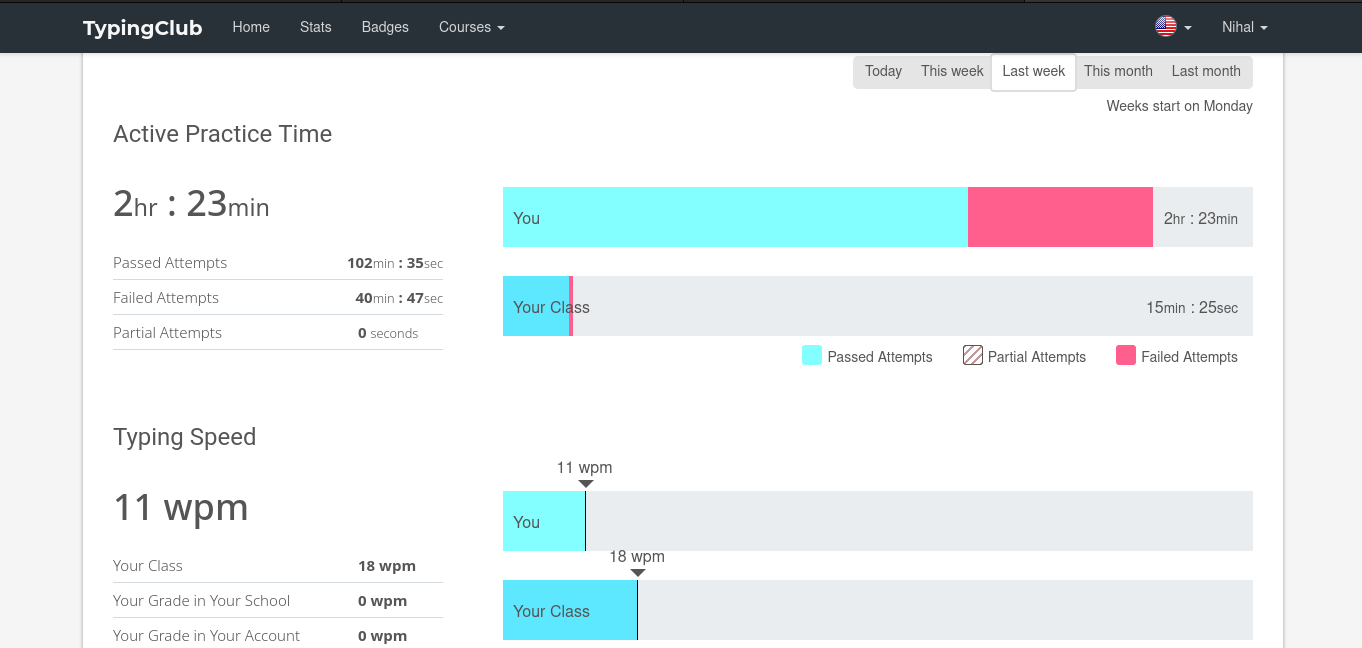 TypingClub Home Stats Badges Courses Nihal
Today This week Last week This month Last month
Weeks start on Monday
Active Practice Time
2hr : 23min
Passed Attempts 102min : 35sec
Failed Attempts 40min : 47sec
Partial Attempts 0 seconds
You 2hr : 23min
Your Class 15min : 25sec
Passed Attempts Partial Attempts Failed Attempts
Typing Speed
11 wpm
Your Class 18 wpm
Your Grade in Your School 0 wpm
Your Grade in Your Account 0 wpm
11 wpm
You
18 wpm
Your Class